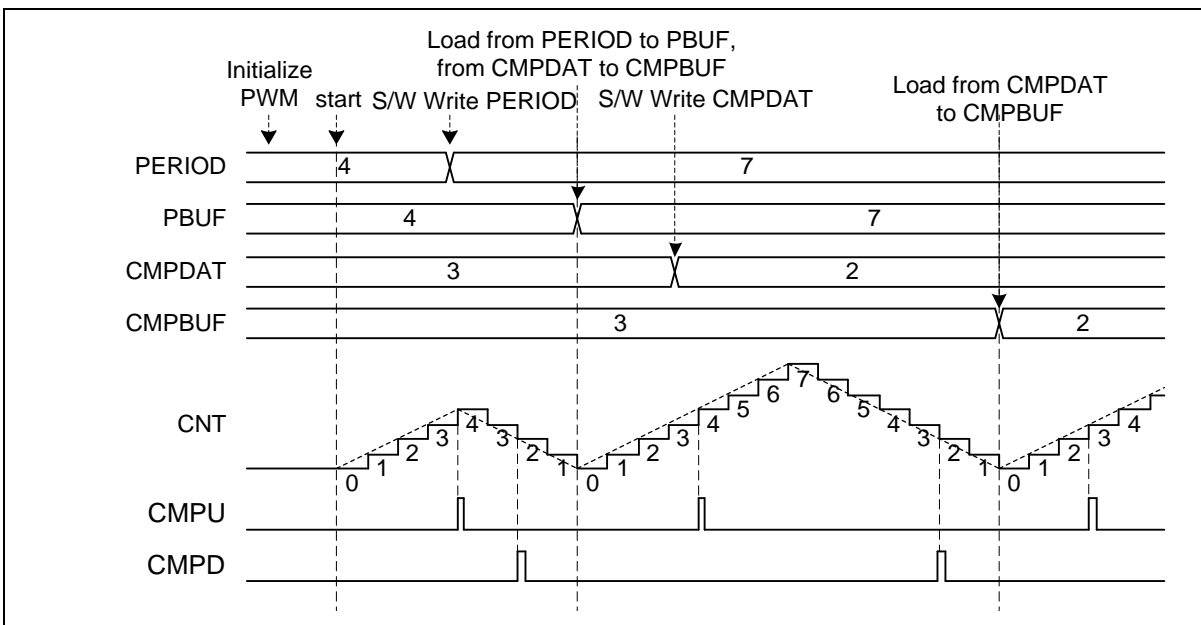 Load from PERIOD to PBUF,
from CMPDAT to CMPBUF
Initialize
PWM
start
S/W Write PERIOD
S/W Write CMPDAT
Load from CMPDAT
to CMPBUF
PERIOD
4
7
PBUF
4
7
CMPDAT
3
2
CMPBUF
3
2
CNT
0
1
2
3
4
3
2
1
0
1
2
3
4
5
6
7
6
5
4
3
2
1
0
1
2
3
4
CMPU
CMPD